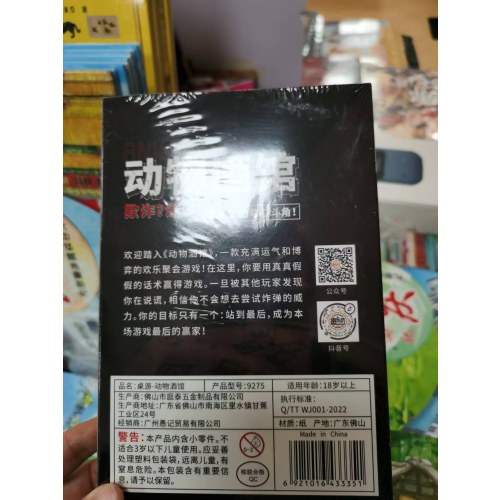 动物酒馆
斗角!
欢迎踏入《动物酒馆》,一款充满运气和博
弈的欢乐聚会游戏!在这里,你要用真真假
假的话术赢得游戏。一旦被其他玩家发现
你在说谎,相信你不会想去尝试炸弹的威
力。你的目标只有一个:站到最后,成为本
场游戏最后的赢家!
公众号
抖音号
品名:桌游-动物酒馆
产品型号:9275
适用年龄:18岁以上
生产商:佛山市庭泰五金制品有限公司
生产商地址:广东省佛山市南海区里水镇甘蕉
工业区24号
经销商:广州愚记贸易有限公司
执行标准:
Q/TT WJ001-2022
材质:纸 产地:广东佛山
Made in China
警告:本产品内含小零件,不
适合3岁以下儿童使用。应妥善
处理塑料包装袋,远离儿童,有
窒息危险。本包装含有重要信
息,请予以保留。
0-3
检验合格
QC
6921016433351